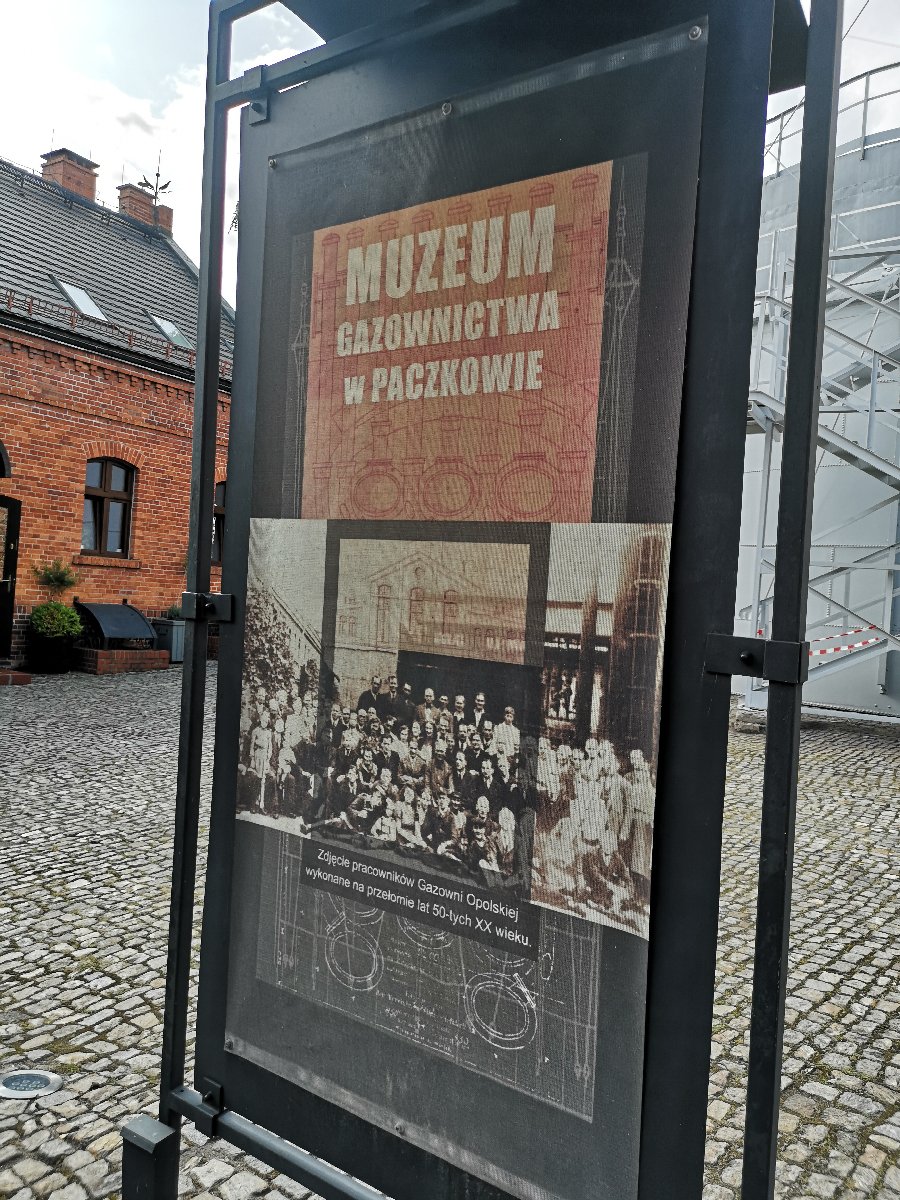 MUZEUM
GAZOWNICTWA
W PACZKOWIE
Zdjęcie pracowników Gazowni Opolskiej
wykonane na przełomie lat 50-tych XX wieku.